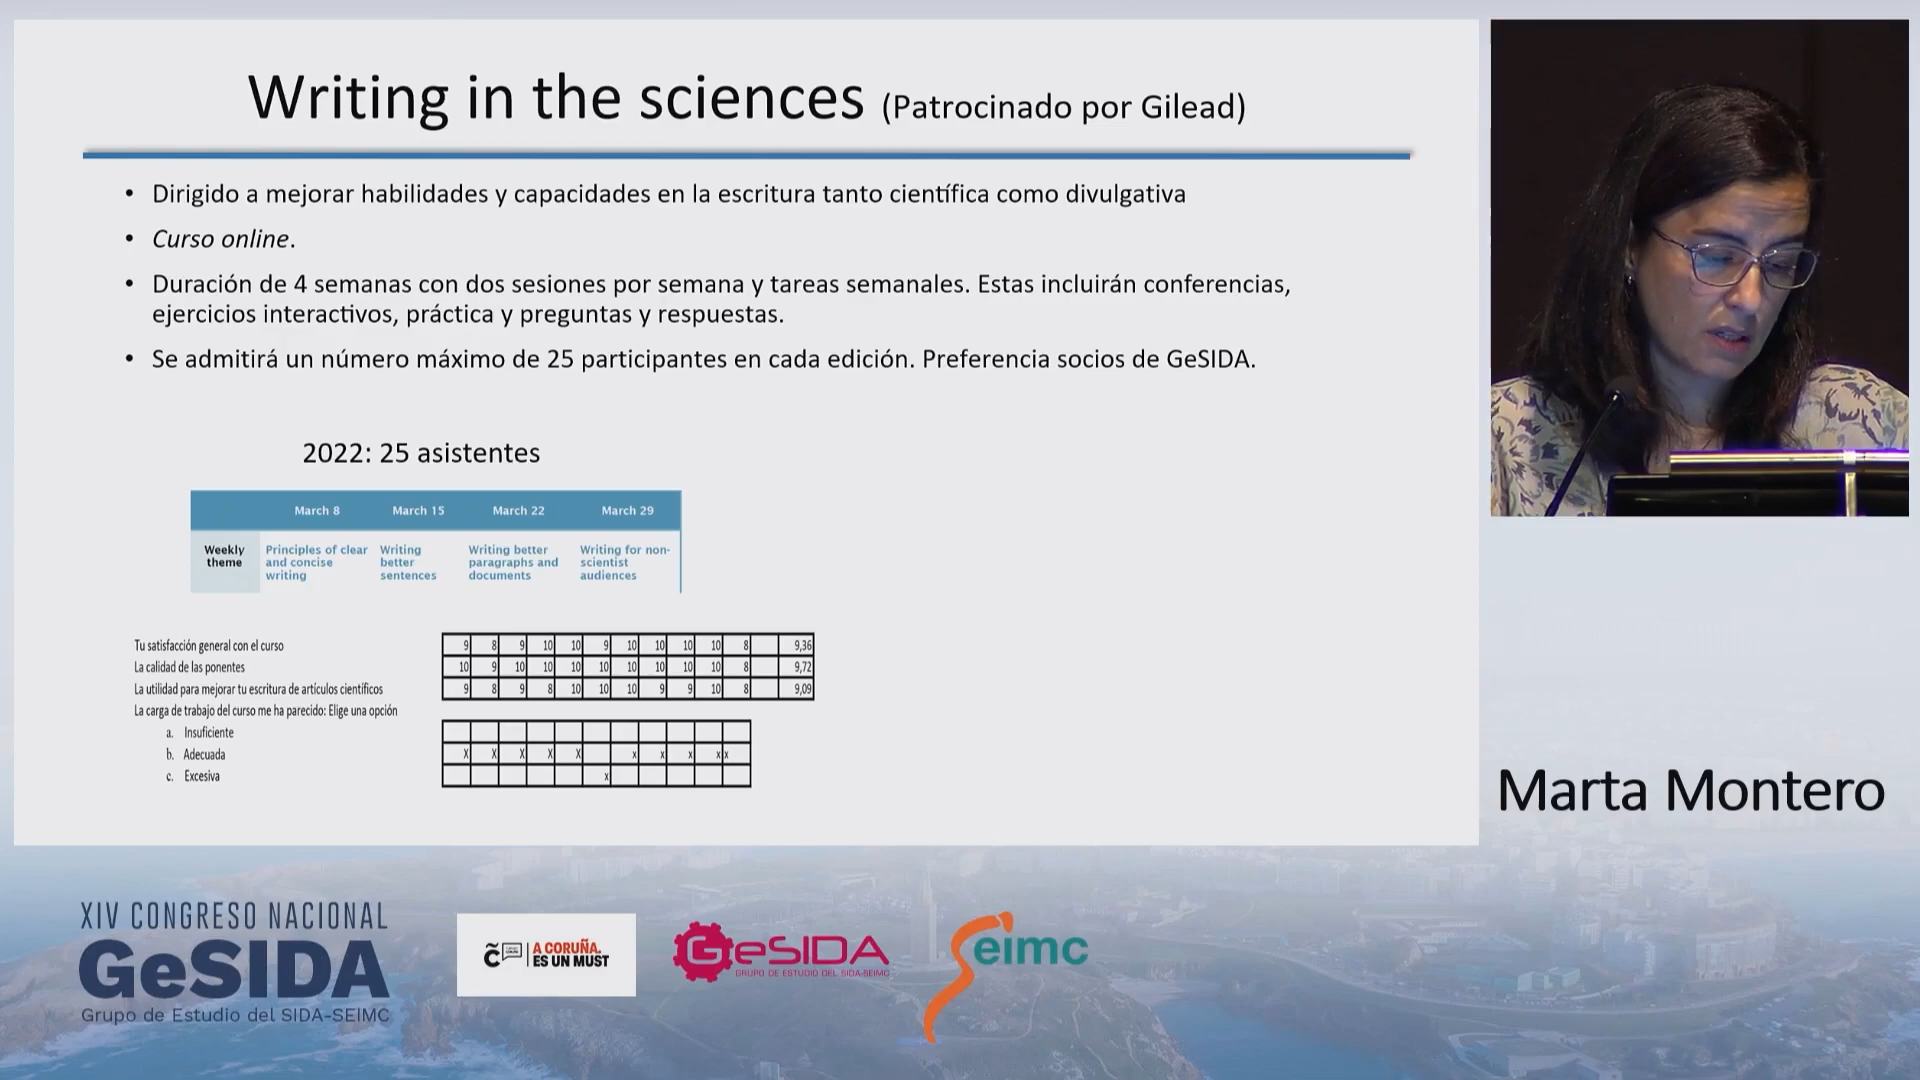 Writing in the sciences (Patrocinado por Gilead)
• Dirigido a mejorar habilidades y capacidades en la escritura tanto científica como divulgativa
• Curso online.
• Duración de 4 semanas con dos sesiones por semana y tareas semanales. Estas incluirán conferencias,
ejercicios interactivos, práctica y preguntas y respuestas.
• Se admitirá un número máximo de 25 participantes en cada edición. Preferencia socios de GeSIDA.
2022: 25 asistentes
March 8 March 15 March 22 March 29
Weekly theme Principles of clear and concise writing Writing better sentences Writing better paragraphs and documents Writing for non-scientist audiences
Tu satisfacción general con el curso 9 8 9 10 10 9 10 10 10 10 8 9,36
La calidad de las ponentes 10 9 10 10 10 10 10 10 10 10 8 9,72
La utilidad para mejorar tu escritura de artículos científicos 9 8 9 8 10 10 10 9 9 10 8 9,09
La carga de trabajo del curso me ha parecido: Elige una opción
a. Insuficiente
b. Adecuada X X X X X x x x x x
c. Excesiva x
Marta Montero
XIV CONGRESO NACIONAL
GeSIDA
Grupo de Estudio del SIDA-SEIMC
A CORUÑA.
ES UN MUST
GeSIDA
GRUPO DE ESTUDIO DEL SIDA-SEIMC
Seimc